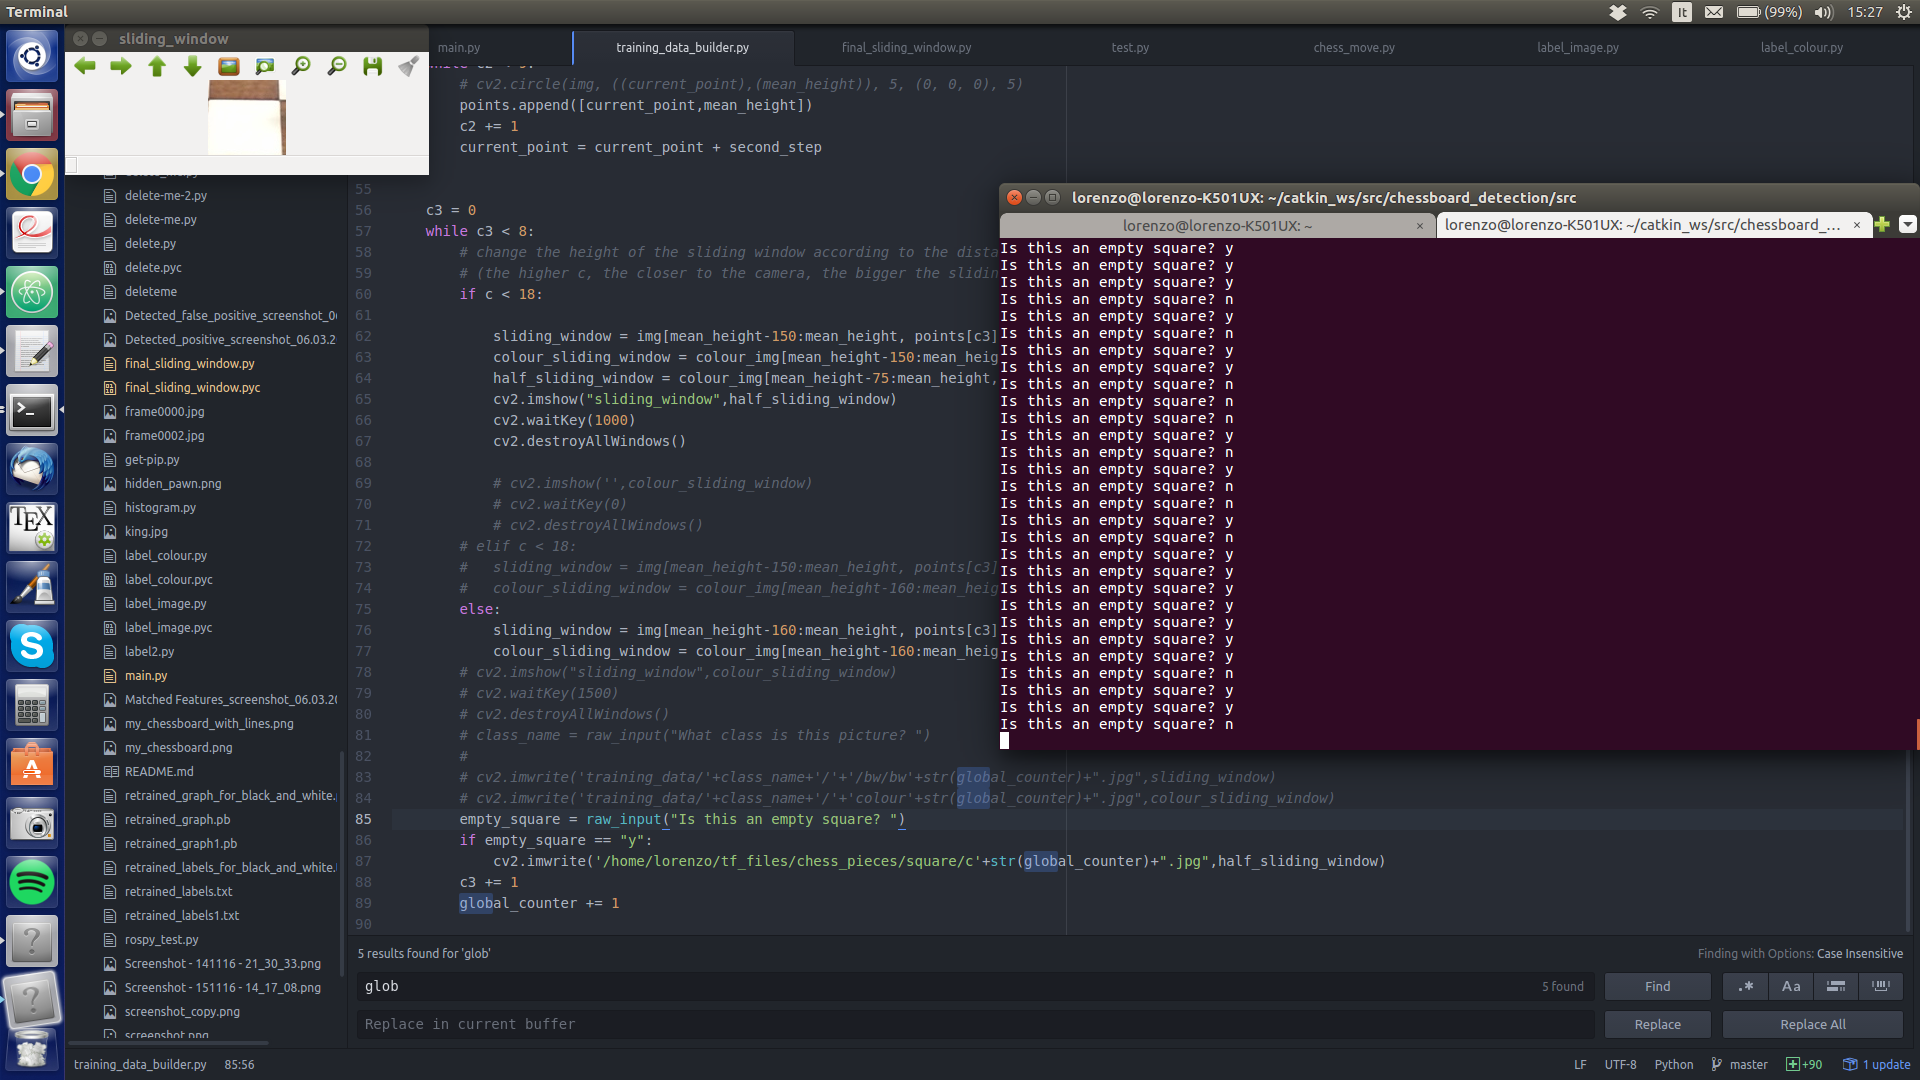 Terminal
It
(99%)
15:27
sliding_window
main.py
training_data_builder.py
final_sliding_window.py
test.py
chess_move.py
label_image.py
label_colour.py
# cv2.circle(img, ((current_point),(mean_height)), 5, (0, 0, 0), 5)
points.append([current_point,mean_height])
c2 += 1
current_point = current_point + second_step
55
56 c3 = 0
57 while c3 < 8:
58 # change the height of the sliding window according to the dista
59 # (the higher c, the closer to the camera, the bigger the slidin
60 if c < 18:
61
62 sliding_window = img[mean_height-150:mean_height, points[c3]
63 colour_sliding_window = colour_img[mean_height-150:mean_heig
64 half_sliding_window = colour_img[mean_height-75:mean_height,
65 cv2.imshow("sliding_window",half_sliding_window)
66 cv2.waitKey(1000)
67 cv2.destroyAllWindows()
68
69 # cv2.imshow('',colour_sliding_window)
70 # cv2.waitKey(0)
71 # cv2.destroyAllWindows()
72 # elif c < 18:
73 # sliding_window = img[mean_height-150:mean_height, points[c3]
74 # colour_sliding_window = colour_img[mean_height-160:mean_heig
75 else:
76 sliding_window = img[mean_height-160:mean_height, points[c3]
77 colour_sliding_window = colour_img[mean_height-160:mean_heig
78 # cv2.imshow("sliding_window",colour_sliding_window)
79 # cv2.waitKey(1500)
80 # cv2.destroyAllWindows()
81 # class_name = raw_input("What class is this picture? ")
82 #
83 # cv2.imwrite('training_data/'+class_name+'/'+'/bw/bw'+str(global_counter)+".jpg",sliding_window)
84 # cv2.imwrite('training_data/'+class_name+'/'+'colour'+str(global_counter)+".jpg",colour_sliding_window)
85 empty_square = raw_input("Is this an empty square? ")
86 if empty_square == "y":
87 cv2.imwrite('/home/lorenzo/tf_files/chess_pieces/square/c'+str(global_counter)+".jpg",half_sliding_window)
88 c3 += 1
89 global_counter += 1
90
delete-me-2.py
delete-me.py
delete.py
delete.pyc
deleteme
Detected_false_positive_screenshot_0
Detected_positive_screenshot_06.03.2
final_sliding_window.py
final_sliding_window.pyc
frame0000.jpg
frame0002.jpg
get-pip.py
hidden_pawn.png
histogram.py
king.jpg
label_colour.py
label_colour.pyc
label_image.py
label_image.pyc
label2.py
main.py
Matched Features_screenshot_06.03.20
my_chessboard_with_lines.png
my_chessboard.png
README.md
retrained_graph_for_black_and_white.
retrained_graph.pb
retrained_graph1.pb
retrained_labels_for_black_and_white.
retrained_labels.txt
retrained_labels1.txt
rospy_test.py
Screenshot - 141116 - 21_30_33.png
Screenshot - 151116 - 14_17_08.png
screenshot_copy.png
screenshot.png
lorenzo@lorenzo-K501UX: ~/catkin_ws/src/chessboard_detection/src
lorenzo@lorenzo-K501UX: ~
lorenzo@lorenzo-K501UX: ~/catkin_ws/src/chessboard_...
Is this an empty square? y
Is this an empty square? y
Is this an empty square? y
Is this an empty square? n
Is this an empty square? y
Is this an empty square? n
Is this an empty square? y
Is this an empty square? y
Is this an empty square? n
Is this an empty square? n
Is this an empty square? n
Is this an empty square? y
Is this an empty square? n
Is this an empty square? y
Is this an empty square? n
Is this an empty square? n
Is this an empty square? y
Is this an empty square? n
Is this an empty square? y
Is this an empty square? y
Is this an empty square? y
Is this an empty square? y
Is this an empty square? y
Is this an empty square? y
Is this an empty square? y
Is this an empty square? n
Is this an empty square? y
Is this an empty square? y
Is this an empty square? n
5 results found for 'glob'
Finding with Options: Case Insensitive
glob
5 found
Find
.*
Aa
Replace in current buffer
Replace
Replace All
training_data_builder.py
85:56
LF
UTF-8
Python
master
+90
1 update
TEX